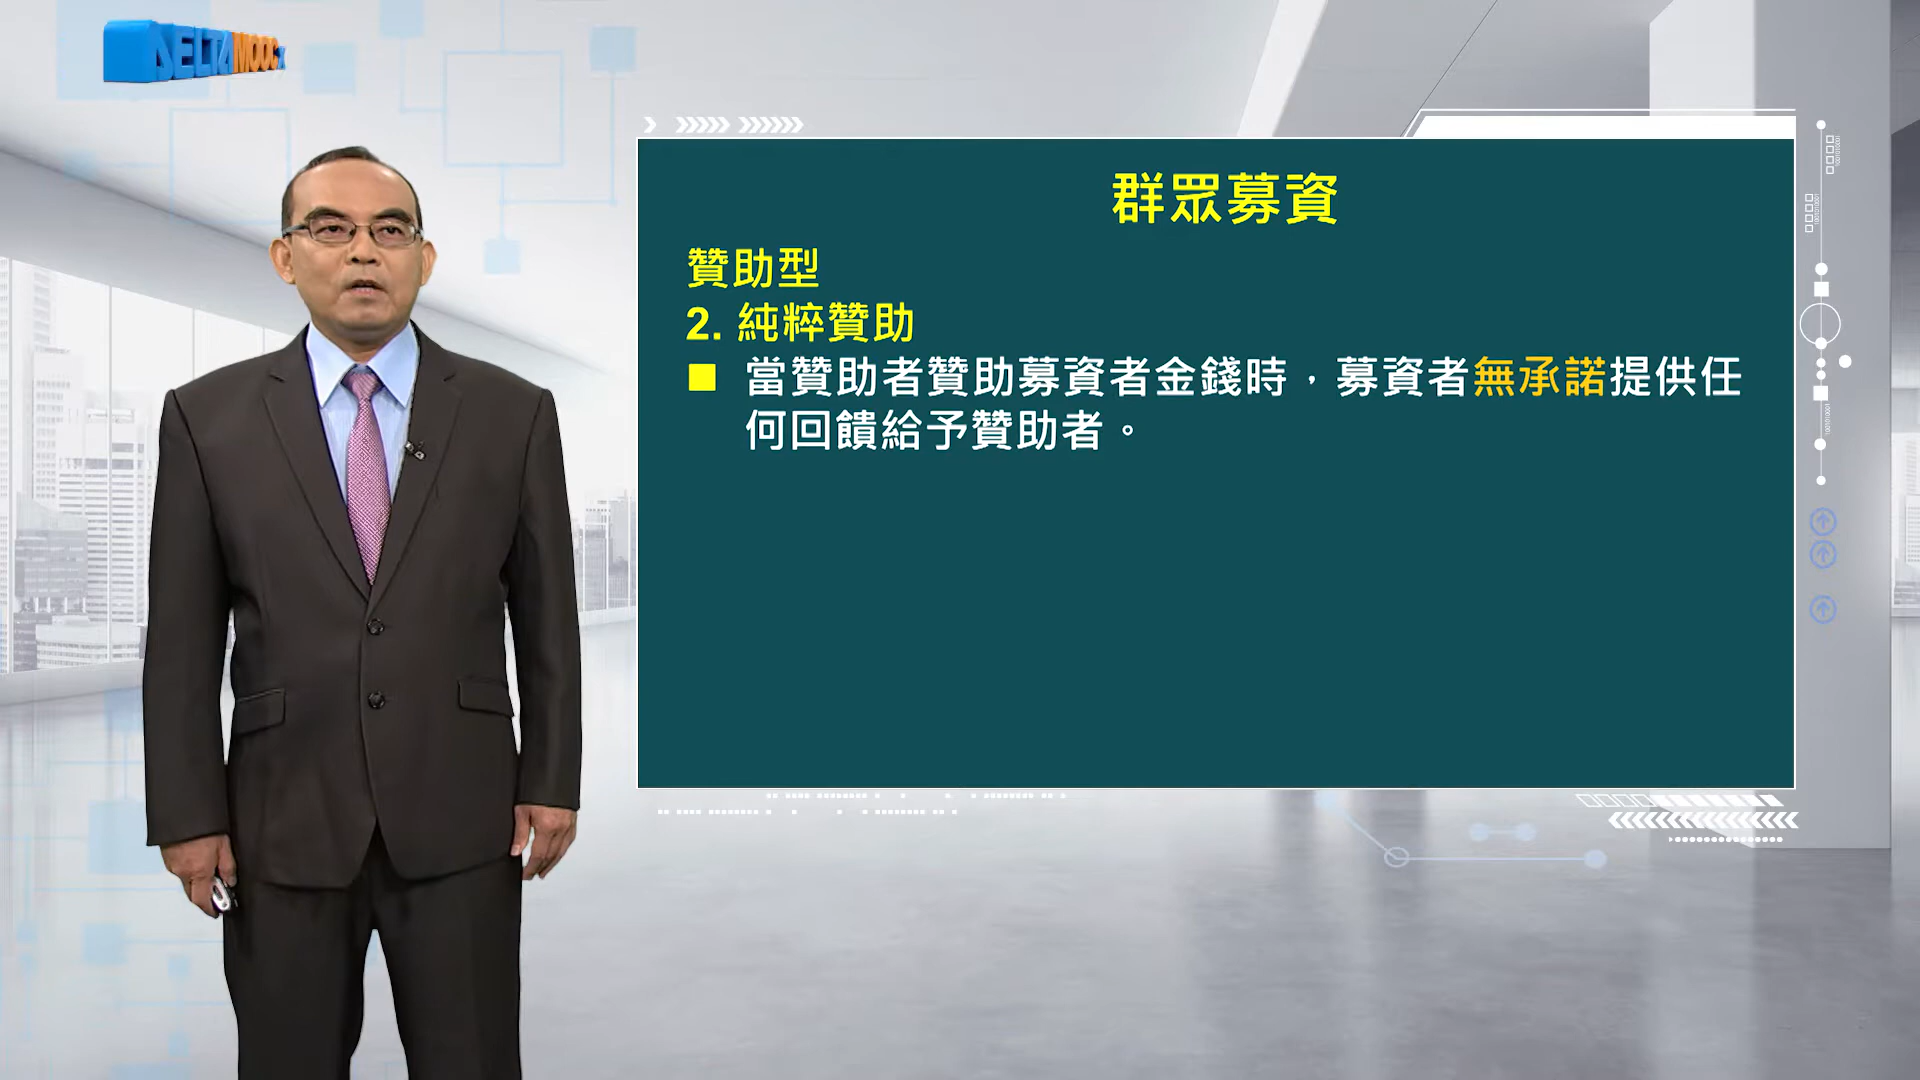 DELTAMOOCx
群眾募資
贊助型
2. 純粹贊助
■ 當贊助者贊助募資者金錢時，募資者無承諾提供任
何回饋給予贊助者。